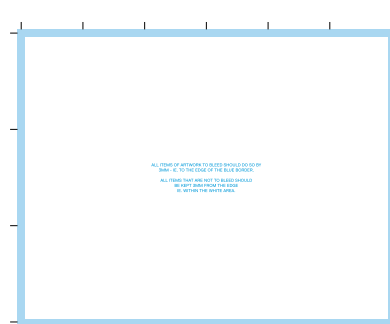 ALL ITEMS OF ARTWORK TO BLEED SHOULD DO SO BY
3MM - IE. TO THE EDGE OF THE BLUE BORDER.
ALL ITEMS THAT ARE NOT TO BLEED SHOULD
BE KEPT 3MM FROM THE EDGE
IE. WITHIN THE WHITE AREA